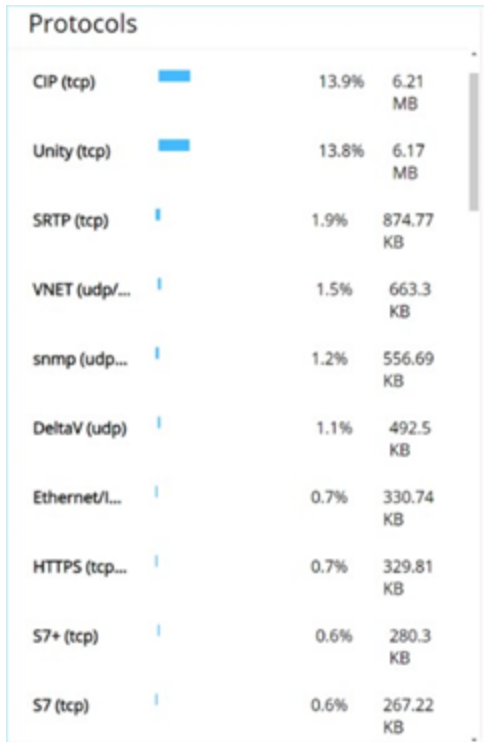 Protocols
CIP (tcp) 13.9% 6.21
MB
Unity (tcp) 13.8% 6.17
MB
SRTP (tcp) 1.9% 874.77
KB
VNET (udp/... 1.5% 663.3
KB
snmp (udp... 1.2% 556.69
KB
DeltaV (udp) 1.1% 492.5
KB
Ethernet/I... 0.7% 330.74
KB
HTTPS (tcp... 0.7% 329.81
KB
S7+ (tcp) 0.6% 280.3
KB
S7 (tcp) 0.6% 267.22
KB